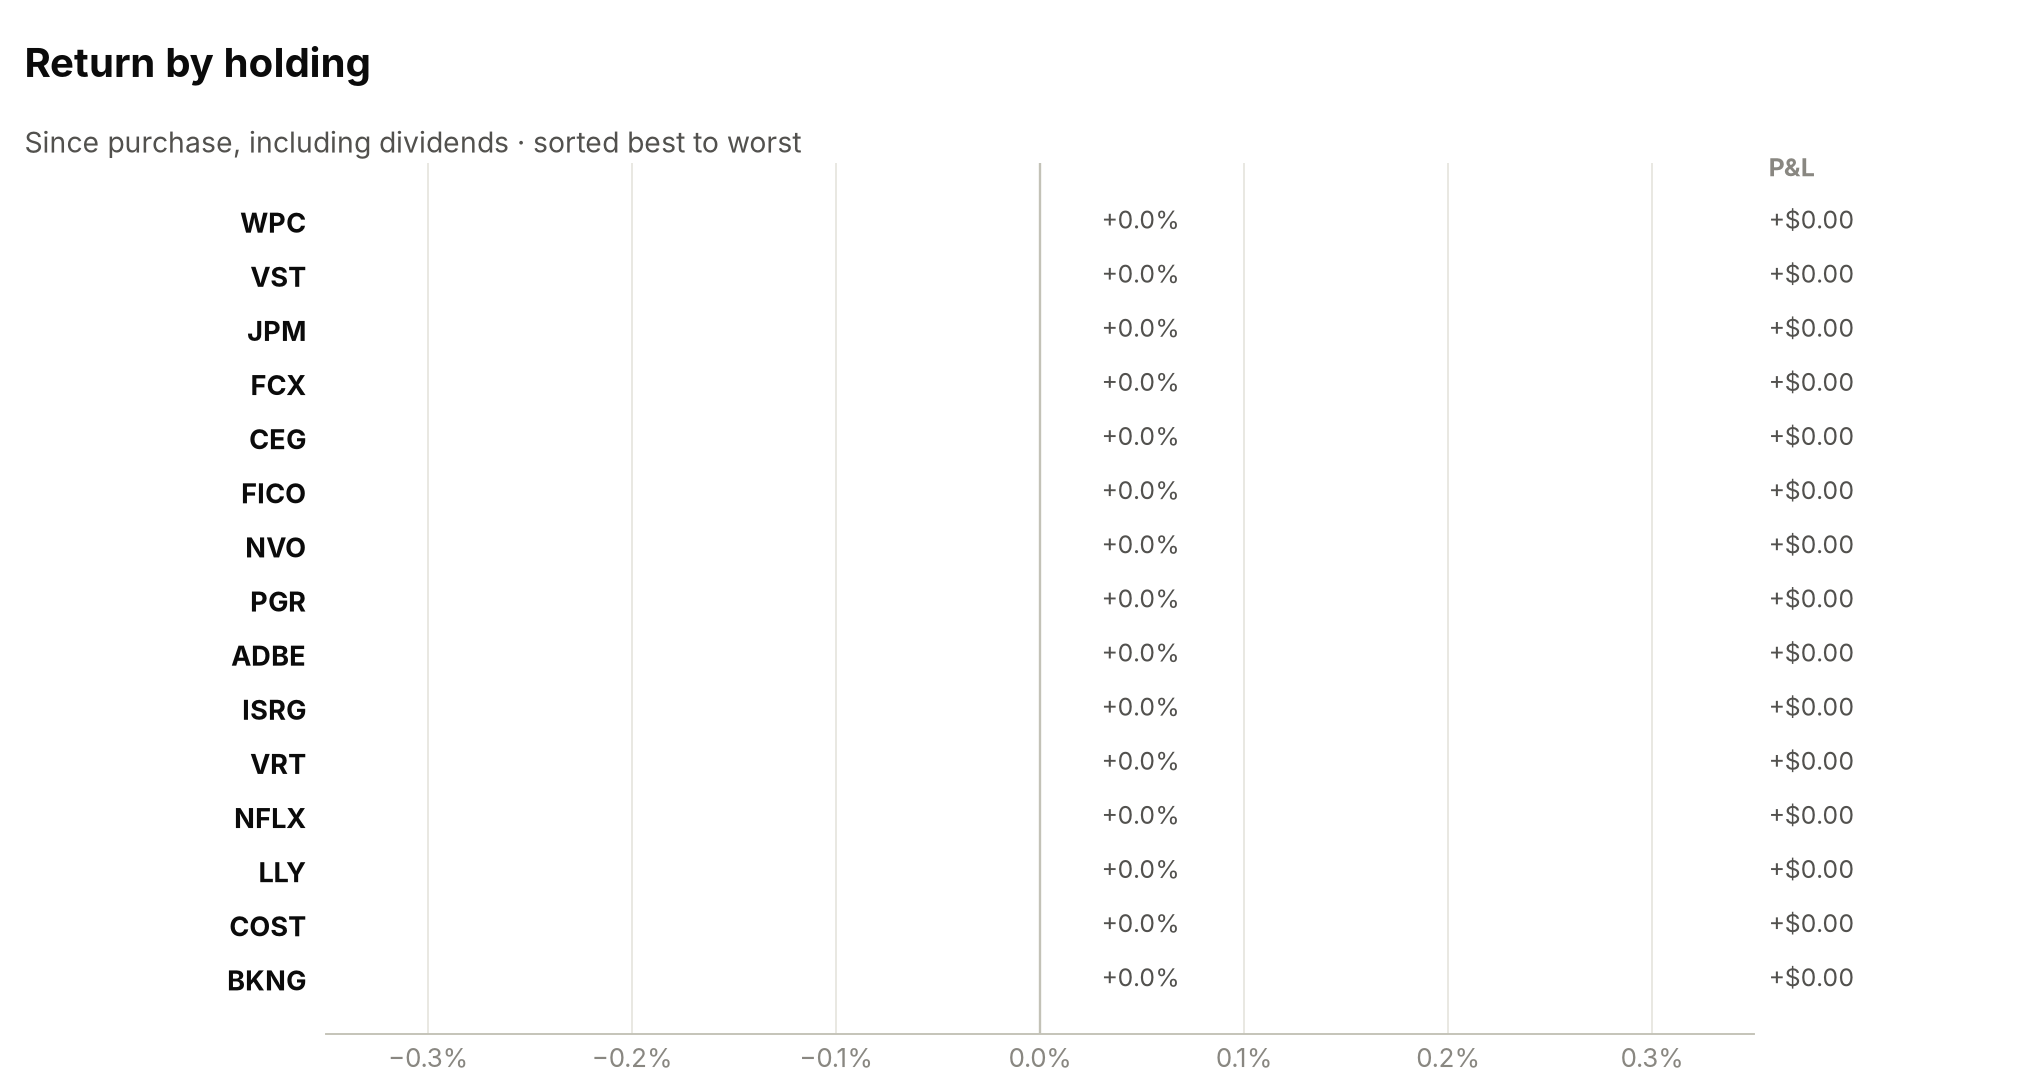 Return by holding
Since purchase, including dividends · sorted best to worst
P&L
WPC +0.0% +$0.00
VST +0.0% +$0.00
JPM +0.0% +$0.00
FCX +0.0% +$0.00
CEG +0.0% +$0.00
FICO +0.0% +$0.00
NVO +0.0% +$0.00
PGR +0.0% +$0.00
ADBE +0.0% +$0.00
ISRG +0.0% +$0.00
VRT +0.0% +$0.00
NFLX +0.0% +$0.00
LLY +0.0% +$0.00
COST +0.0% +$0.00
BKNG +0.0% +$0.00
−0.3% −0.2% −0.1% 0.0% 0.1% 0.2% 0.3%